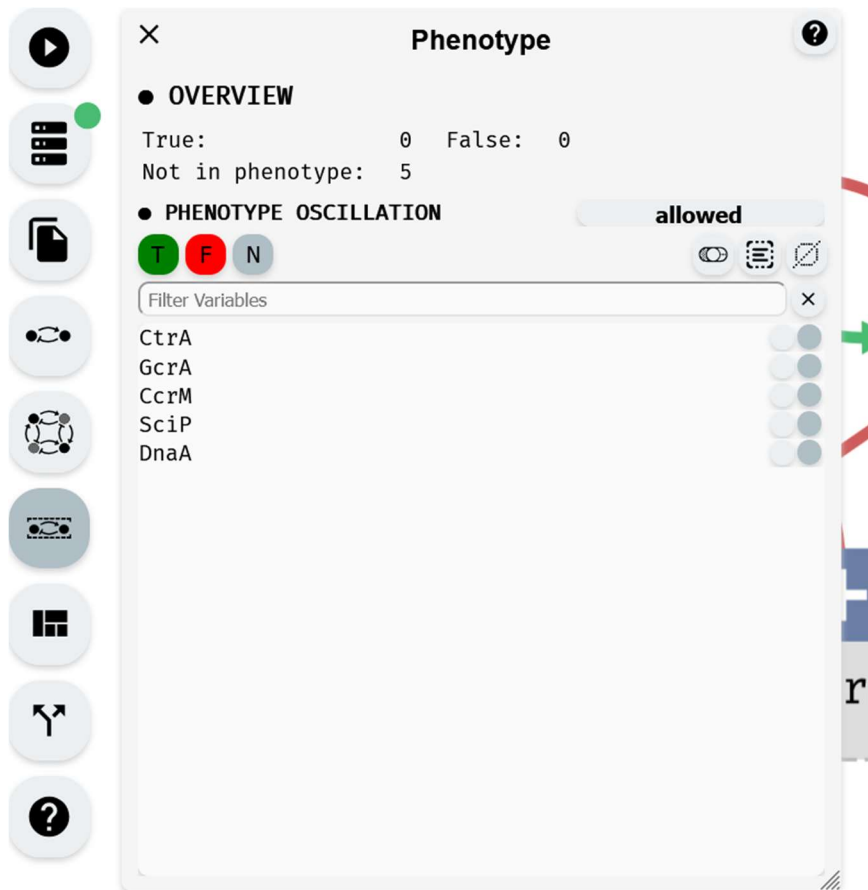 Phenotype
● OVERVIEW
True: 0 False: 0
Not in phenotype: 5
● PHENOTYPE OSCILLATION allowed
T F N
Filter Variables
CtrA
GcrA
CcrM
SciP
DnaA
r